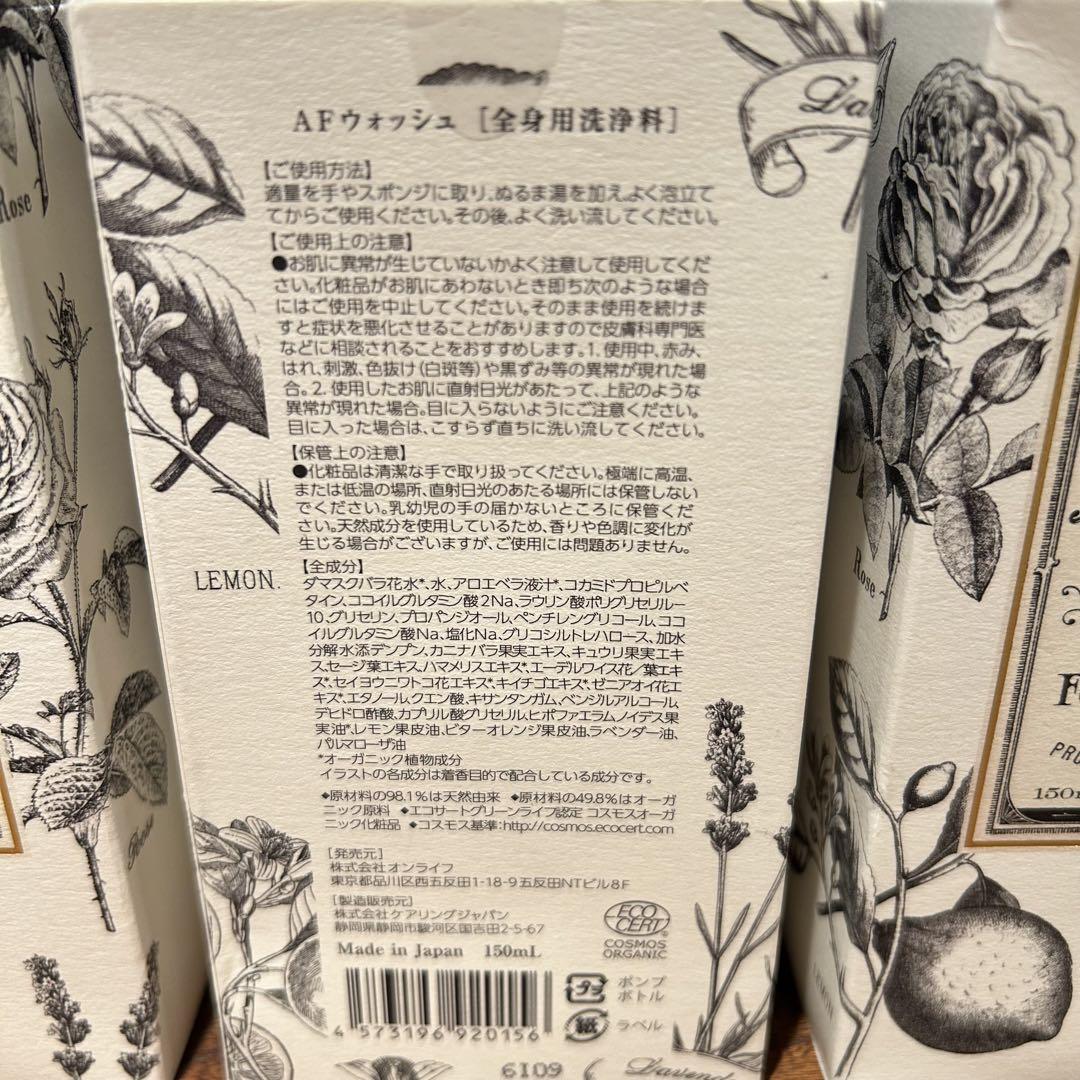 AFウォッシュ［全身用洗浄料］
【ご使用方法】
適量を手やスポンジに取り、ぬるま湯を加え、よく泡立て
てからご使用ください。その後、よく洗い流してください。
【ご使用上の注意】
●お肌に異常が生じていないかよく注意して使用してくだ
さい。化粧品がお肌にあわないとき即ち次のような場合
にはご使用を中止してください。そのまま使用を続けま
すと症状を悪化させることがありますので皮膚科専門医
などに相談されることをおすすめします。1. 使用中、赤み、
はれ、刺激、色抜け(白斑等)や黒ずみ等の異常が現れた場
合。2. 使用したお肌に直射日光があたって、上記のような
異常が現れた場合。目に入らないようにご注意ください。
目に入った場合は、こすらず直ちに洗い流してください。
【保管上の注意】
●化粧品は清潔な手で取り扱ってください。極端に高温、
または低温の場所、直射日光のあたる場所には保管しない
でください。乳幼児の手の届かないところに保管くださ
い。天然成分を使用しているため、香りや色調に変化が
生じる場合がございますが、ご使用には問題ありません。
【全成分】
ダマスクバラ花水*、水、アロエベラ液汁*、コカミドプロピルベ
タイン、ココイルグルタミン酸2Na、ラウリン酸ポリグリセリル-
10、グリセリン、プロパンジオール、ペンチレングリコール、ココ
イルグルタミン酸Na、塩化Na、グリコシルトレハロース、加水
分解水添デンプン、カニナバラ果実エキス、キュウリ果実エキ
ス、セージ葉エキス、ハマメリスエキス*、エーデルワイス花／葉エキ
ス*、セイヨウニワトコ花エキス*、キイチゴエキス*、ゼニアオイ花エ
キス*、エタノール、クエン酸、キサンタンガム、ベンジルアルコール、
デヒドロ酢酸、カプリル酸グリセリル、ヒポファエラムノイデス果
実油*、レモン果皮油、ビターオレンジ果皮油、ラベンダー油、
パルマローザ油
*オーガニック植物成分
イラストの各成分は着香目的で配合している成分です。
◆原材料の98.1%は天然由来 ◆原材料の49.8%はオーガ
ニック原料 ◆エコサートグリーンライフ認定 コスモスオーガ
ニック化粧品 ◆コスモス基準:http://cosmos.ecocert.com
［発売元］
株式会社オンライフ
東京都品川区西五反田1-18-9 五反田NTビル8F
［製造販売元］
株式会社ケアリングジャパン
静岡県静岡市駿河区国吉田2-5-67
Made in Japan 150mL
ECO
CERT
COSMOS
ORGANIC
4 573196 920156
プラ
ポンプ
ボトル
紙
ラベル
6109
LEMON.
Rose
Rose
Rose
LEMON
F
PRO